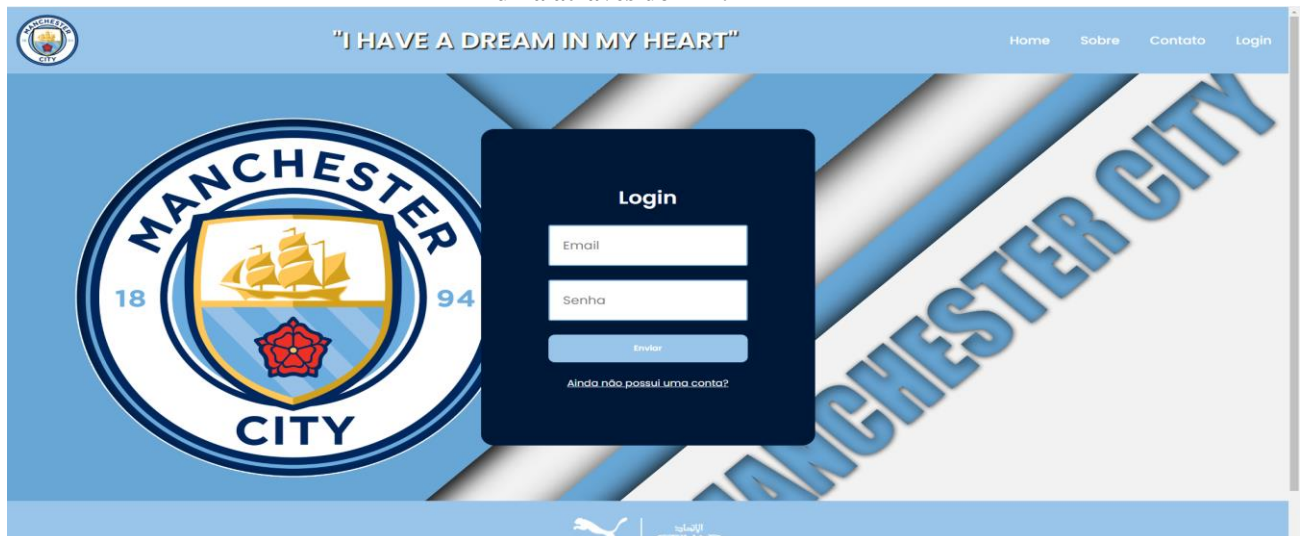 MANCHESTER
CITY
"I HAVE A DREAM IN MY HEART"
Home Sobre Contato Login
MANCHESTER
18 94
CITY
Login
Email
Senha
Enviar
Ainda não possui uma conta?
MANCHESTER CITY